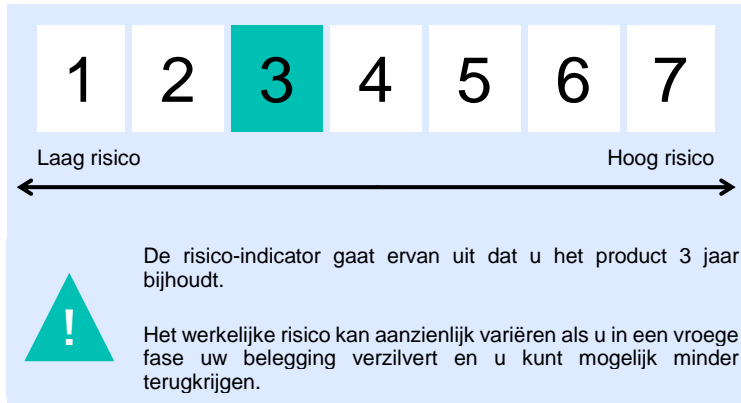 1 2 3 4 5 6 7
Laag risico Hoog risico
De risico-indicator gaat ervan uit dat u het product 3 jaar
bijhoudt.
!
Het werkelijke risico kan aanzienlijk variëren als u in een vroege
fase uw belegging verzilvert en u kunt mogelijk minder
terugkrijgen.